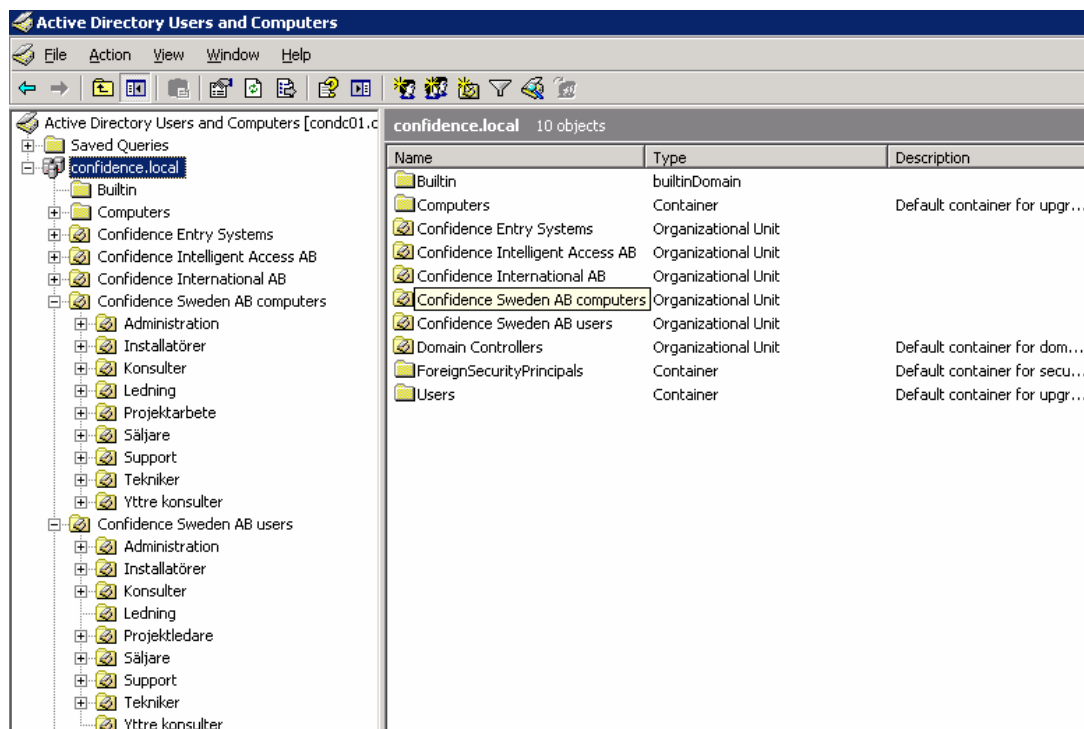 Active Directory Users and Computers
File Action View Window Help
Active Directory Users and Computers [condc01.c
Saved Queries
confidence.local
Builtin
Computers
Confidence Entry Systems
Confidence Intelligent Access AB
Confidence International AB
Confidence Sweden AB computers
Administration
Installatörer
Konsulter
Ledning
Projektarbete
Säljare
Support
Tekniker
Yttre konsulter
Confidence Sweden AB users
Administration
Installatörer
Konsulter
Ledning
Projektledare
Säljare
Support
Tekniker
Yttre konsulter
confidence.local 10 objects
Name Type Description
Builtin builtinDomain
Computers Container Default container for upgr...
Confidence Entry Systems Organizational Unit
Confidence Intelligent Access AB Organizational Unit
Confidence International AB Organizational Unit
Confidence Sweden AB computers Organizational Unit
Confidence Sweden AB users Organizational Unit
Domain Controllers Organizational Unit Default container for dom...
ForeignSecurityPrincipals Container Default container for secu...
Users Container Default container for upgr...